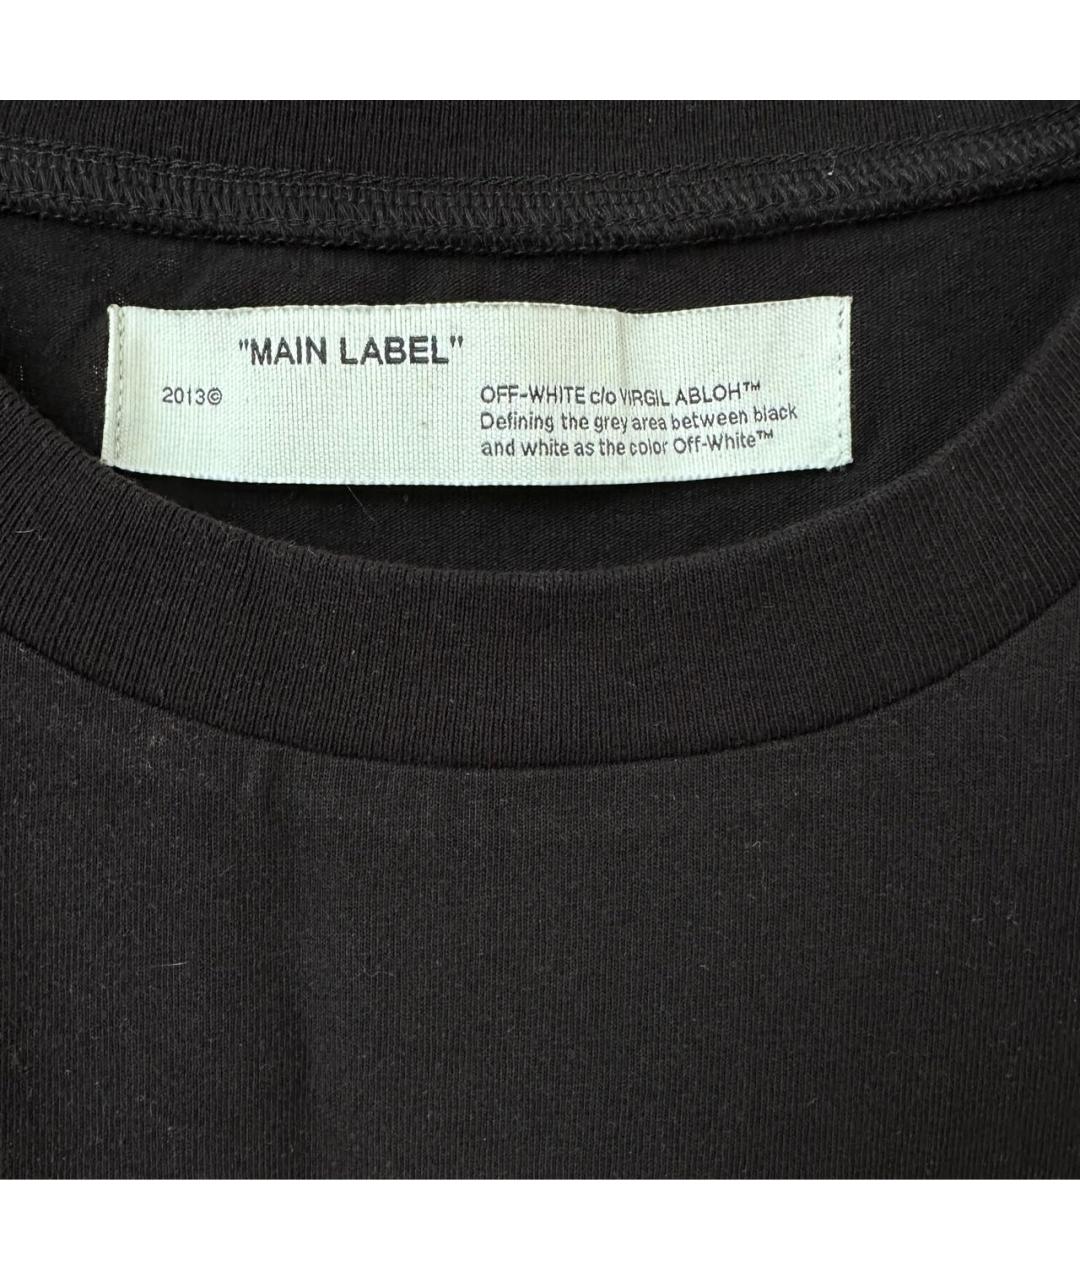 "MAIN LABEL"
2013©
OFF-WHITE c/o VIRGIL ABLOH™
Defining the grey area between black
and white as the color Off-White™